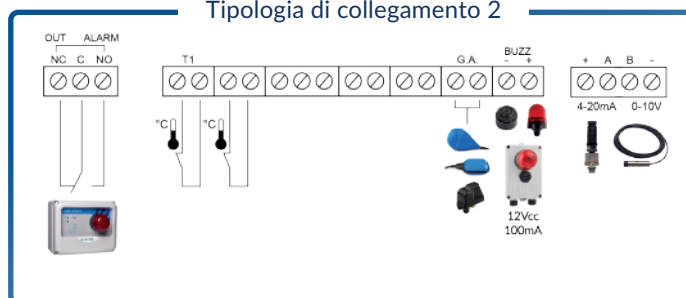 Tipologia di collegamento 2
OUT ALARM
NC C NO
T1
G.A.
BUZZ
- +
+ A B -
4-20mA 0-10V
°C °C
12Vcc
100mA